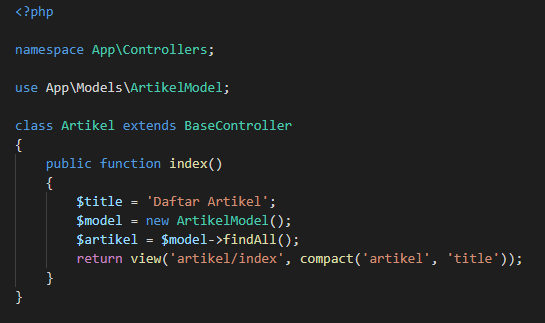 <?php
namespace App\Controllers;
use App\Models\ArtikelModel;
class Artikel extends BaseController
{
    public function index()
    {
        $title = 'Daftar Artikel';
        $model = new ArtikelModel();
        $artikel = $model->findAll();
        return view('artikel/index', compact('artikel', 'title'));
    }
}